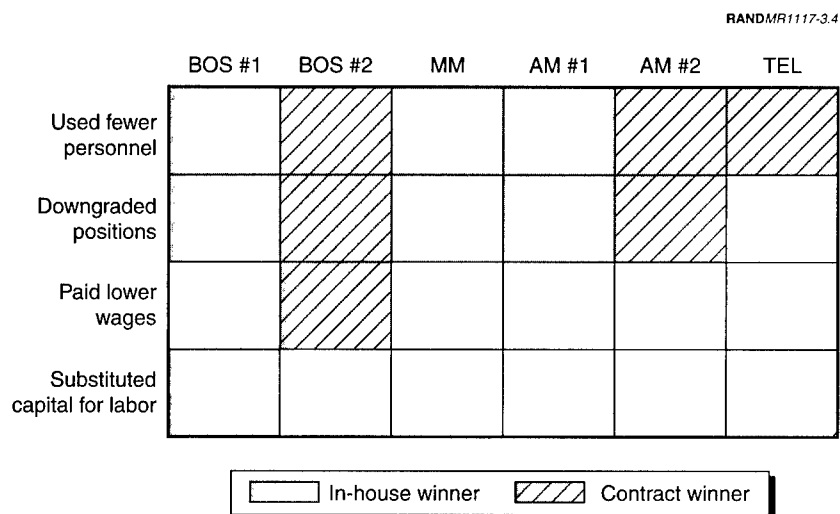 RANDMR1117-3.4
BOS #1 BOS #2 MM AM #1 AM #2 TEL
Used fewer
personnel
Downgraded
positions
Paid lower
wages
Substituted
capital for labor
In-house winner Contract winner